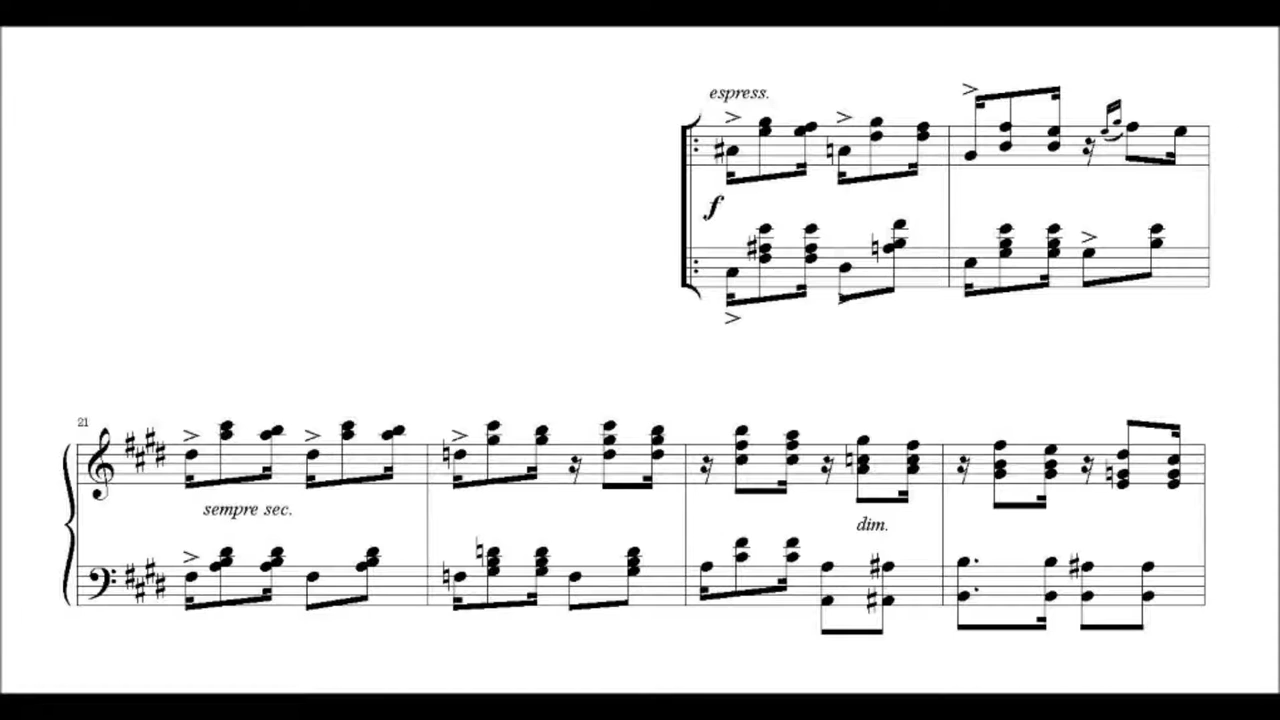 espress.
f
21
sempre sec.
dim.